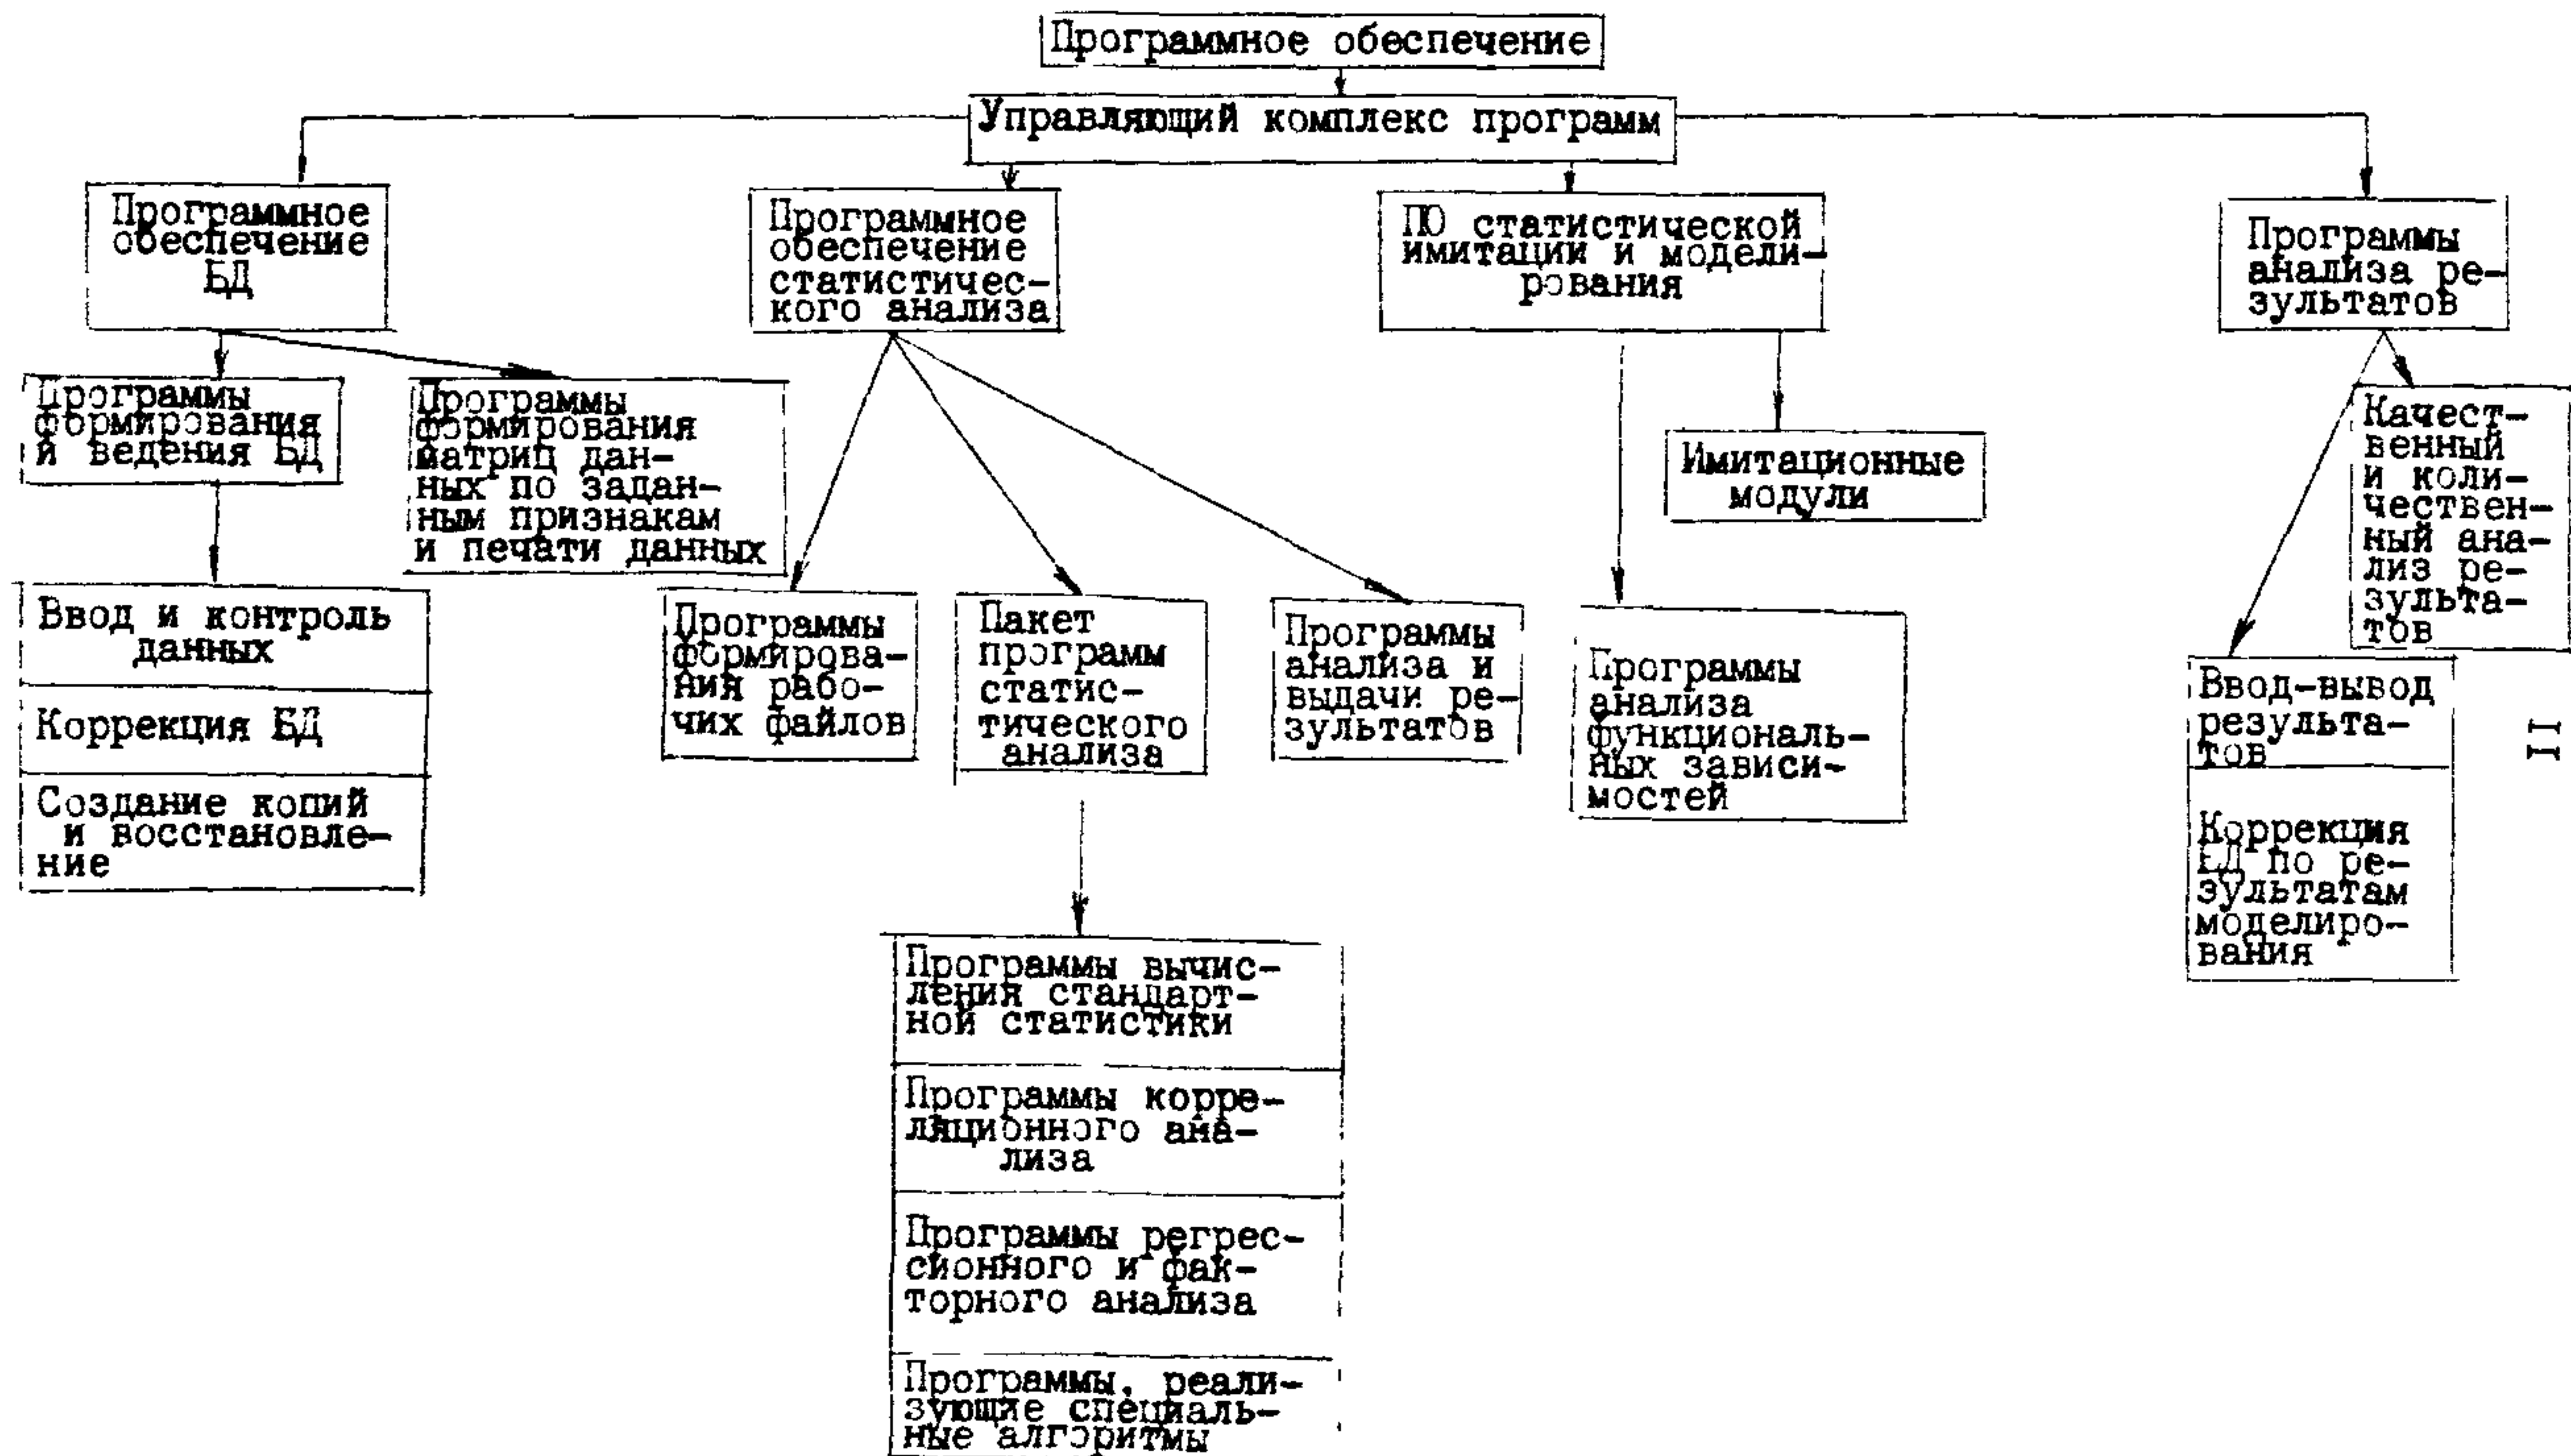 Программное обеспечение
Управляющий комплекс программ
Программное
обеспечение
БД
Программное
обеспечение
статистичес-
кого анализа
ПО статистической
имитации и модели-
рования
Программы
анализа ре-
зультатов
Программы
формирования
и ведения БД
Программы
формирования
матриц дан-
ных по задан-
ным признакам
и печати данных
Имитационные
модули
Качест-
венный
и коли-
чествен-
ный ана-
лиз ре-
зульта-
тов
Ввод и контроль
данных
Коррекция БД
Создание копий
и восстановле-
ние
Программы
формирова-
ния рабо-
чих файлов
Пакет
программ
статис-
тического
анализа
Программы
анализа и
выдачи ре-
зультатов
Программы
анализа
функциональ-
ных зависи-
мостей
Ввод-вывод
результа-
тов
Коррекция
БД по ре-
зультатам
моделиро-
вания
II
Программы вычис-
ления стандарт-
ной статистики
Программы корре-
ляционного ана-
лиза
Программы регрес-
сионного и фак-
торного анализа
Программы, реали-
зующие специаль-
ные алгоритмы